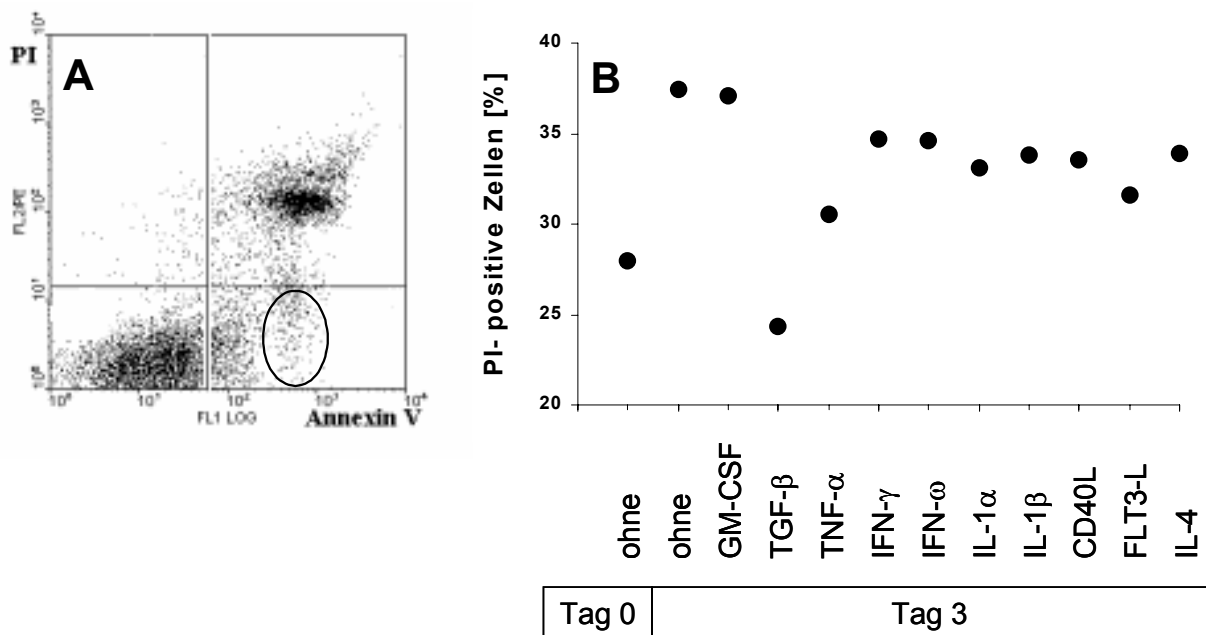 A
PI
10⁴
10³
10²
10¹
10⁰
FL2/PE
10⁰ 10¹ 10² 10³ 10⁴
FL1 LOG
Annexin V
B
PI- positive Zellen [%]
40
35
30
25
20
ohne
ohne
GM-CSF
TGF-β
TNF-α
IFN-γ
IFN-ω
IL-1α
IL-1β
CD40L
FLT3-L
IL-4
Tag 0
Tag 3